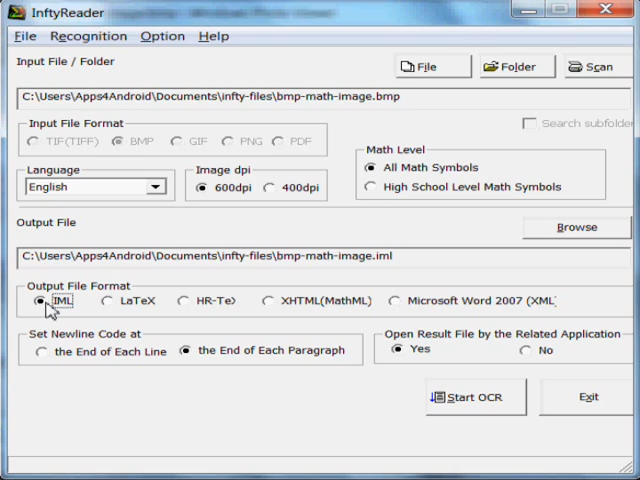 InftyReader
File Recognition Option Help
Input File / Folder
File Folder Scan
C:\Users\Apps4Android\Documents\infty-files\bmp-math-image.bmp
Input File Format
TIF(TIFF) BMP GIF PNG PDF
Search subfolder
Language
English
Image dpi
600dpi 400dpi
Math Level
All Math Symbols
High School Level Math Symbols
Output File
Browse
C:\Users\Apps4Android\Documents\infty-files\bmp-math-image.iml
Output File Format
IML LaTeX HR-TeX XHTML(MathML) Microsoft Word 2007 (XML)
Set Newline Code at
the End of Each Line the End of Each Paragraph
Open Result File by the Related Application
Yes No
Start OCR Exit